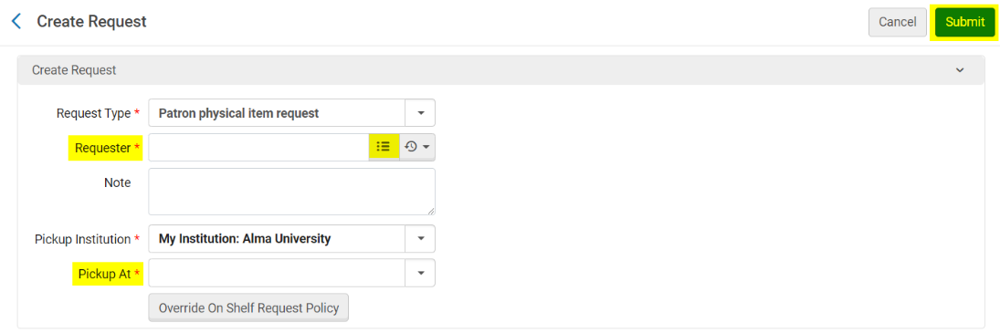 Create Request
Cancel
Submit
Create Request
Request Type *
Patron physical item request
Requester *
Note
Pickup Institution *
My Institution: Alma University
Pickup At *
Override On Shelf Request Policy